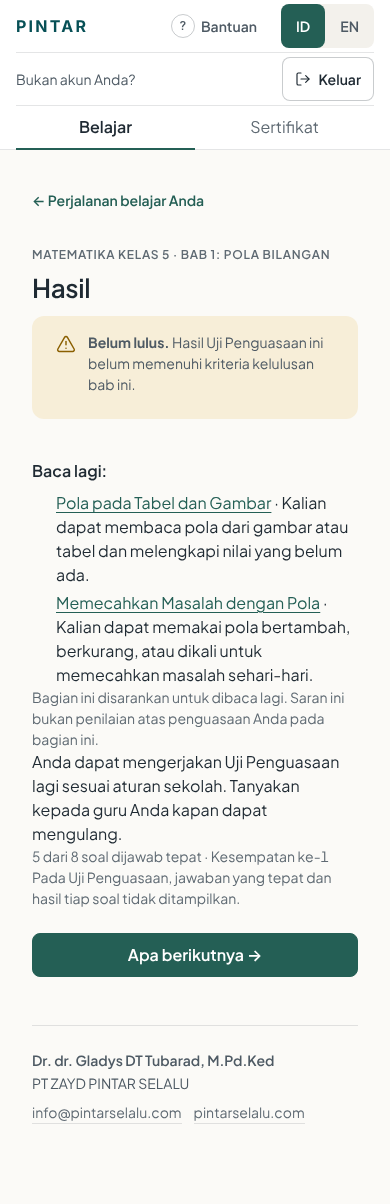 PINTAR
? Bantuan
ID EN
Bukan akun Anda?
Keluar
Belajar
Sertifikat
← Perjalanan belajar Anda
MATEMATIKA KELAS 5 · BAB 1: POLA BILANGAN
Hasil
Belum lulus. Hasil Uji Penguasaan ini
belum memenuhi kriteria kelulusan
bab ini.
Baca lagi:
Pola pada Tabel dan Gambar · Kalian
dapat membaca pola dari gambar atau
tabel dan melengkapi nilai yang belum
ada.
Memecahkan Masalah dengan Pola ·
Kalian dapat memakai pola bertambah,
berkurang, atau dikali untuk
memecahkan masalah sehari-hari.
Bagian ini disarankan untuk dibaca lagi. Saran ini
bukan penilaian atas penguasaan Anda pada
bagian ini.
Anda dapat mengerjakan Uji Penguasaan
lagi sesuai aturan sekolah. Tanyakan
kepada guru Anda kapan dapat
mengulang.
5 dari 8 soal dijawab tepat · Kesempatan ke-1
Pada Uji Penguasaan, jawaban yang tepat dan
hasil tiap soal tidak ditampilkan.
Apa berikutnya →
Dr. dr. Gladys DT Tubarad, M.Pd.Ked
PT ZAYD PINTAR SELALU
info@pintarselalu.com pintarselalu.com